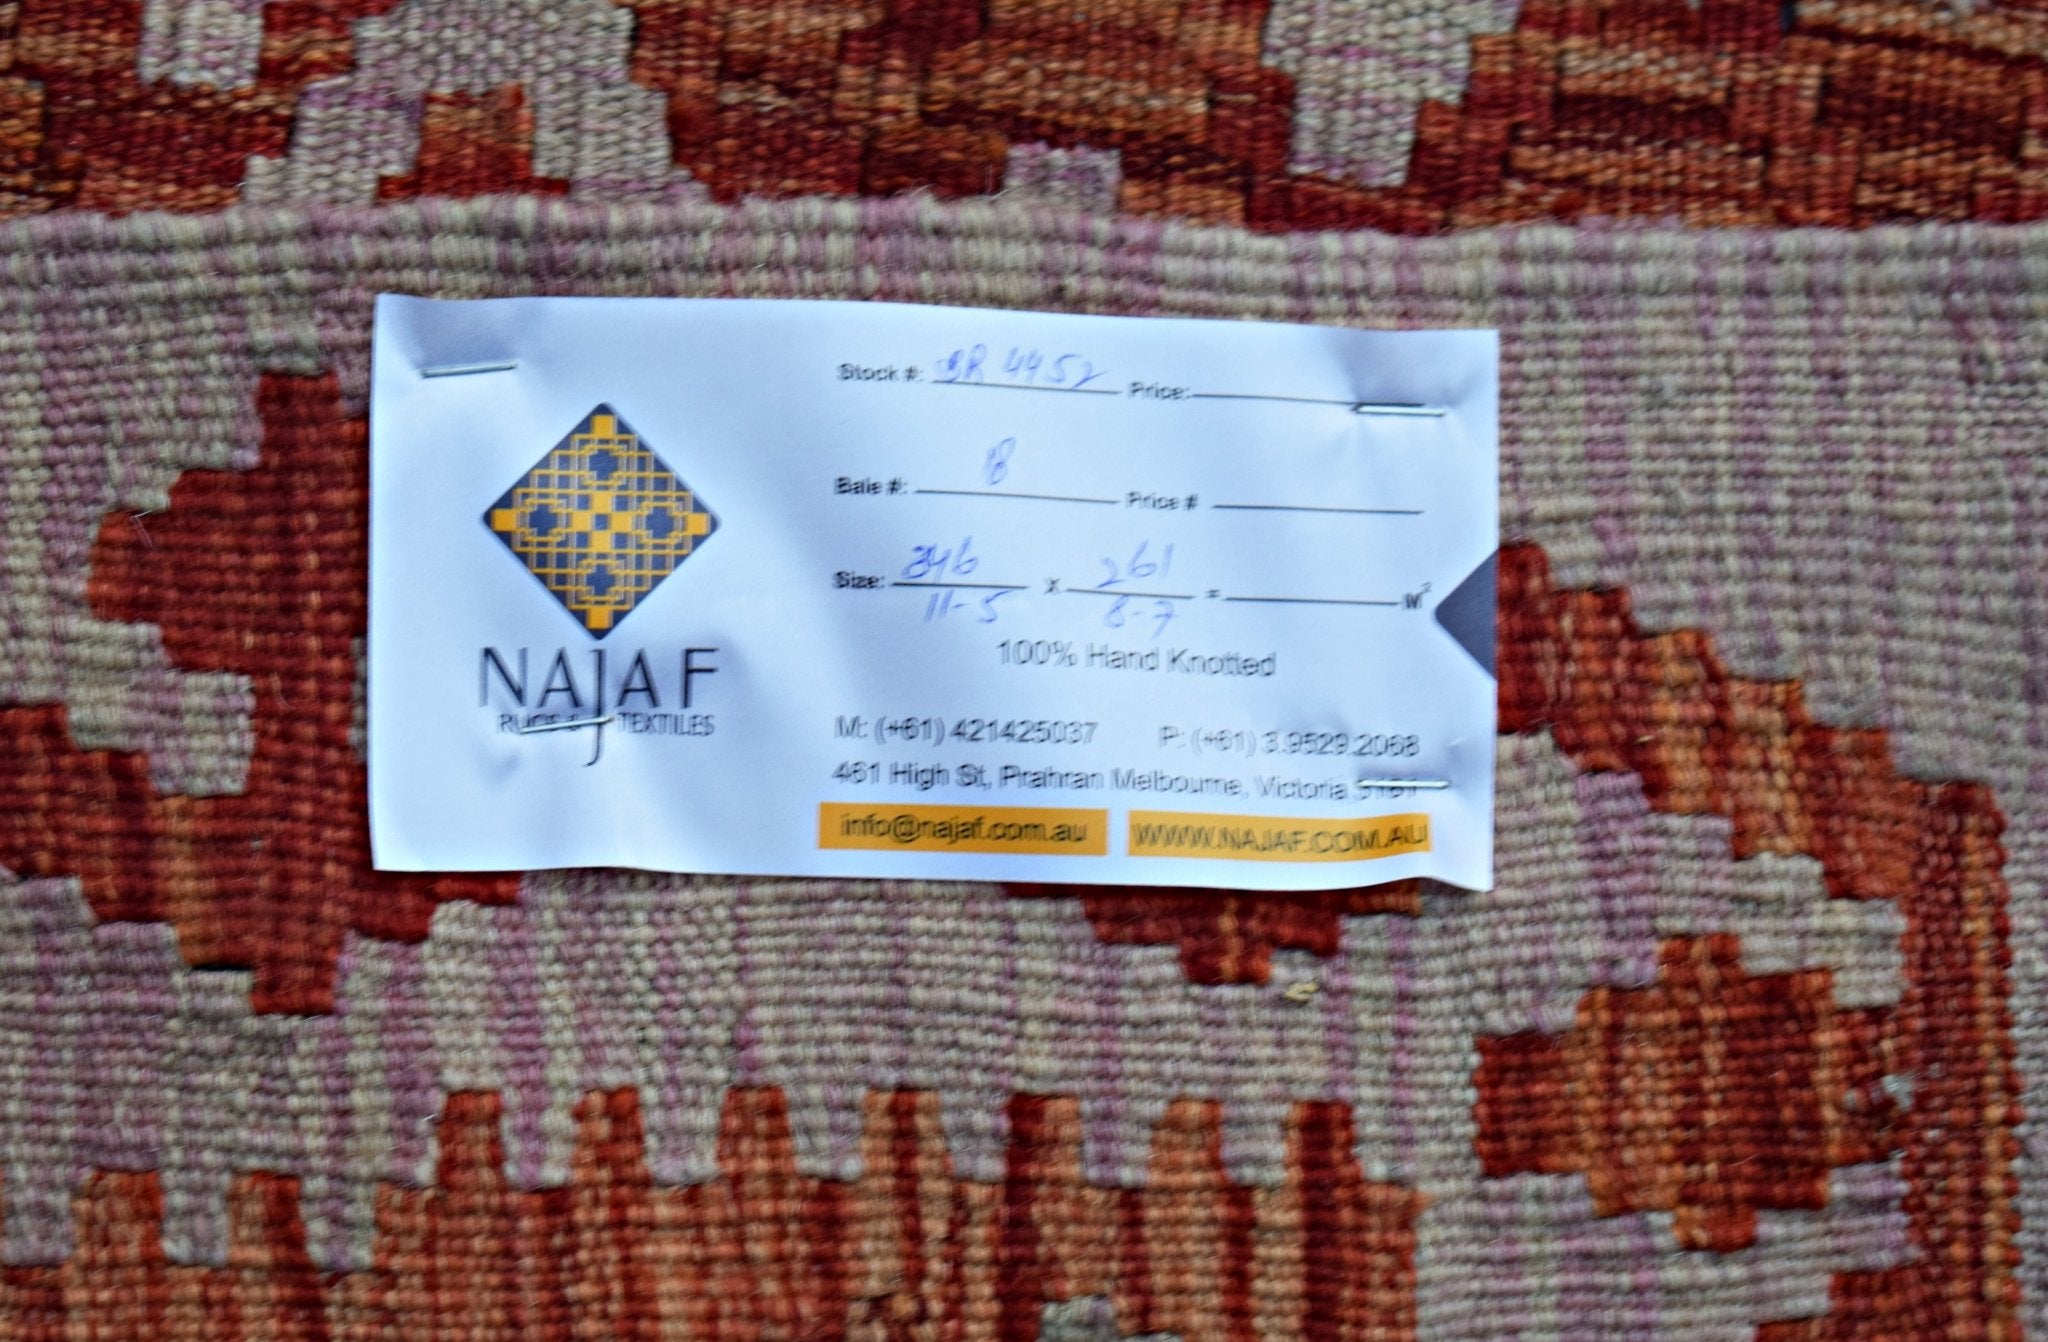 Stock #: BR 4452 Price:
Bale #: 18 Price #
Size: 346 x 261 = M²
11-5 8-7
100% Hand Knotted
NAJAF
RUGS & TEXTILES
M: (+61) 421425037 P: (+61) 3.9529.2068
461 High St, Prahran Melbourne, Victoria 3181
info@najaf.com.au WWW.NAJAF.COM.AU